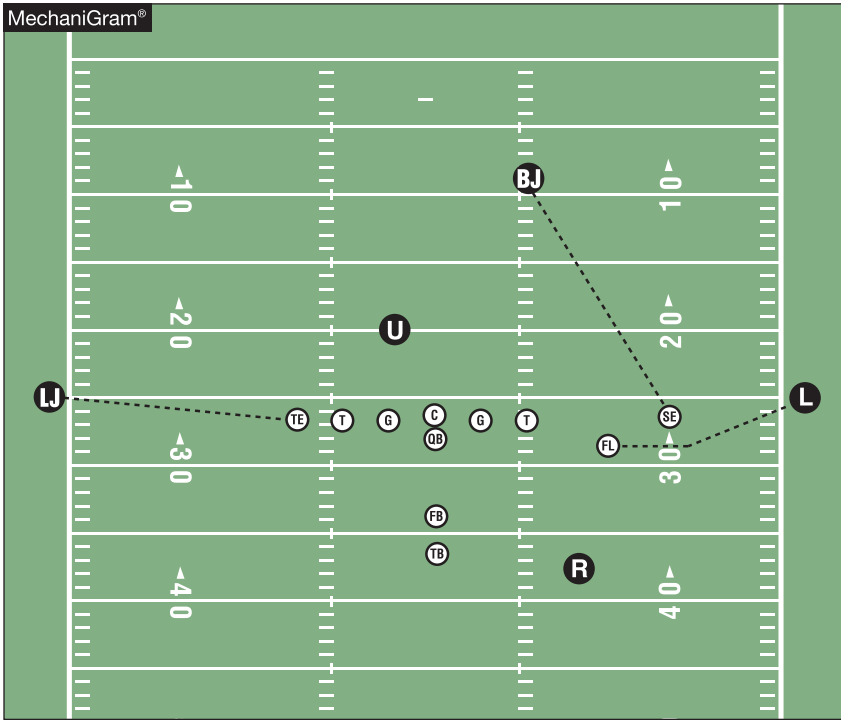 MechaniGram®
10 BJ 10
20 U 20
LJ L
TE T G C G T SE
QB
30 FL 30
FB
TB R
40 40